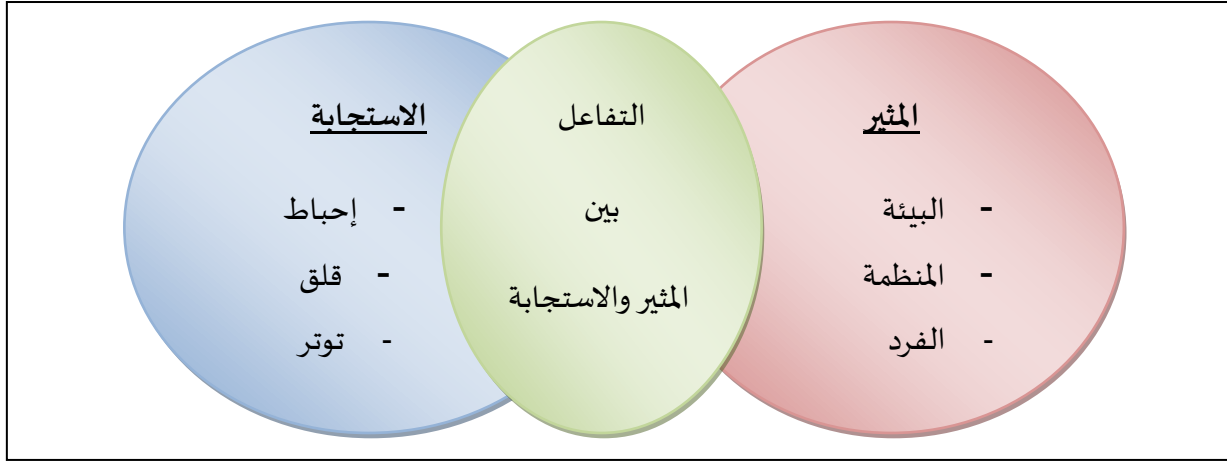 المثير
- البيئة
- المنظمة
- الفرد
التفاعل
بين
المثير والاستجابة
الاستجابة
- إحباط
- قلق
- توتر